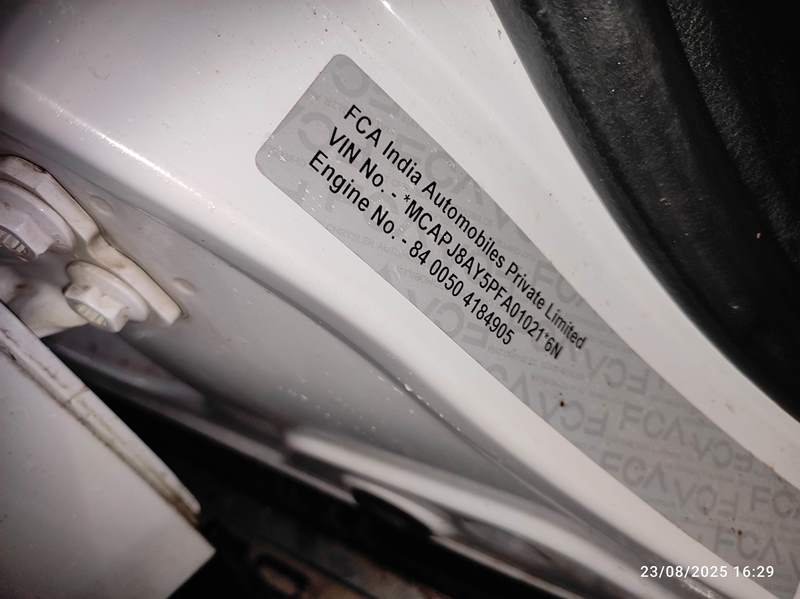 FCA India Automobiles Private Limited
VIN No. - *MCAPJ8AY5PFA01021*6N
Engine No. - 84 0050 4184905
FCA
23/08/2025 16:29